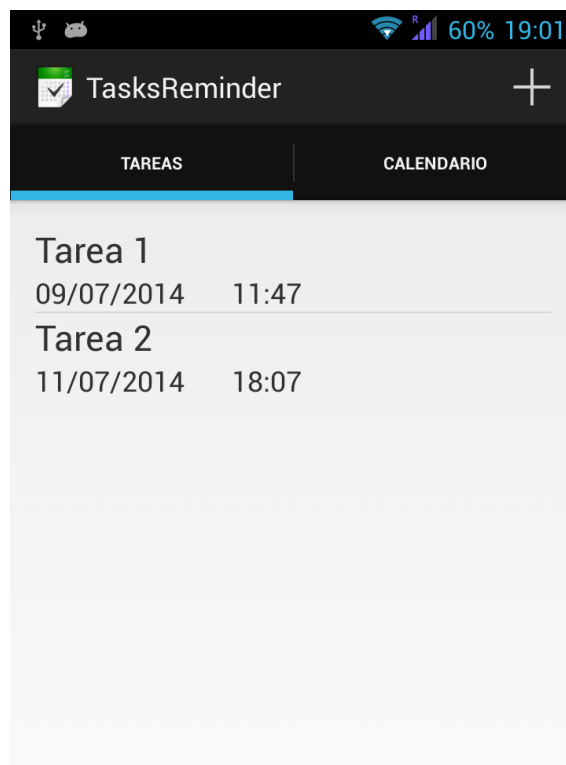 R 60% 19:01
TasksReminder
TAREAS CALENDARIO
Tarea 1
09/07/2014 11:47
Tarea 2
11/07/2014 18:07